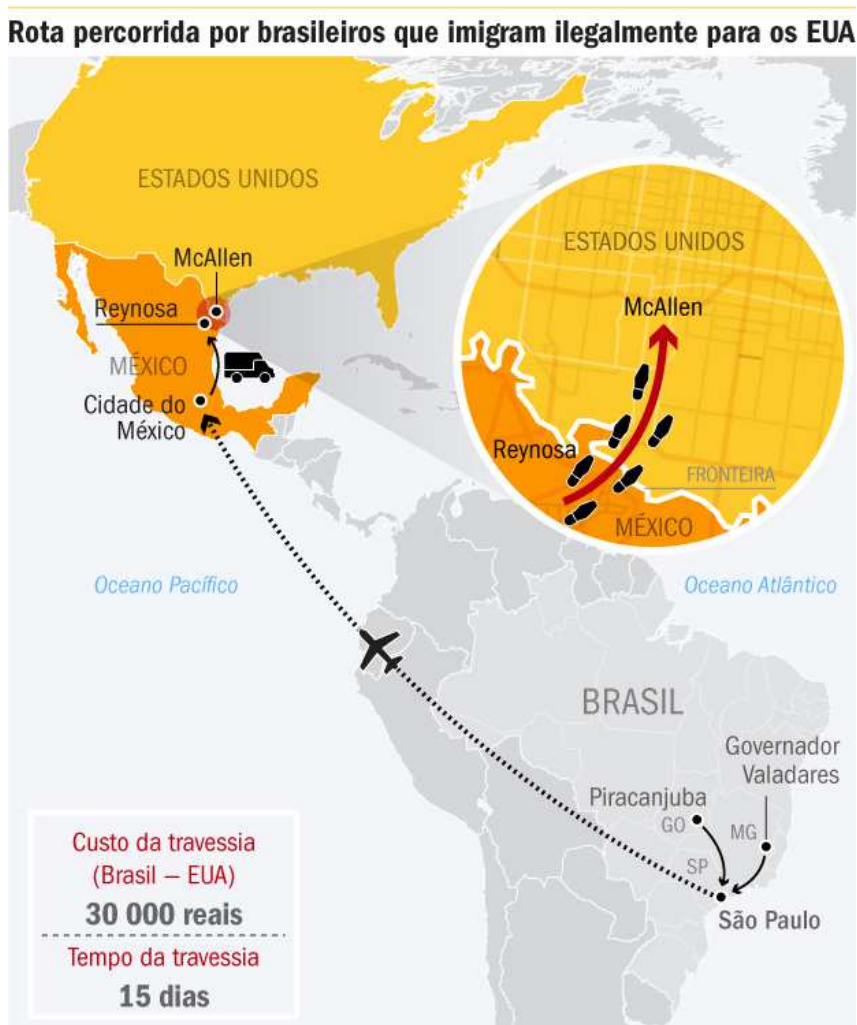 Rota percorrida por brasileiros que imigram ilegalmente para os EUA
ESTADOS UNIDOS
McAllen
Reynosa
MÉXICO
Cidade do
México
ESTADOS UNIDOS
McAllen
Reynosa
FRONTEIRA
MÉXICO
Oceano Pacífico
Oceano Atlântico
BRASIL
Governador
Valadares
Piracanjuba
GO
MG
SP
São Paulo
Custo da travessia
(Brasil – EUA)
30 000 reais
Tempo da travessia
15 dias